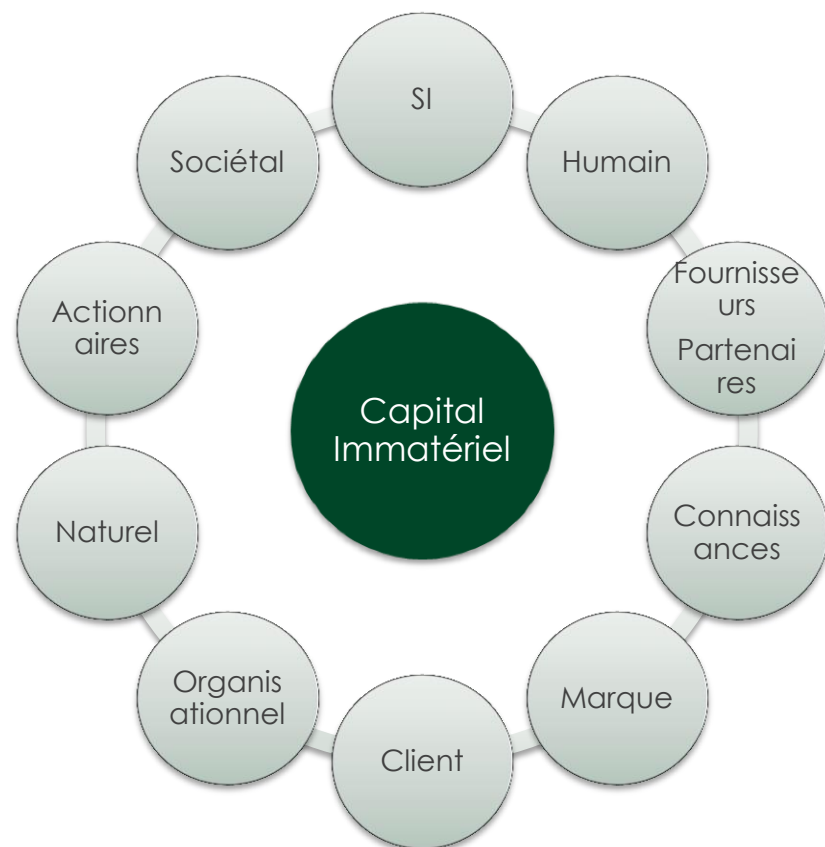 SI
Humain
Fournisse
urs
Partenai
res
Connaiss
ances
Marque
Client
Organis
ationnel
Naturel
Actionn
aires
Sociétal
Capital
Immatériel